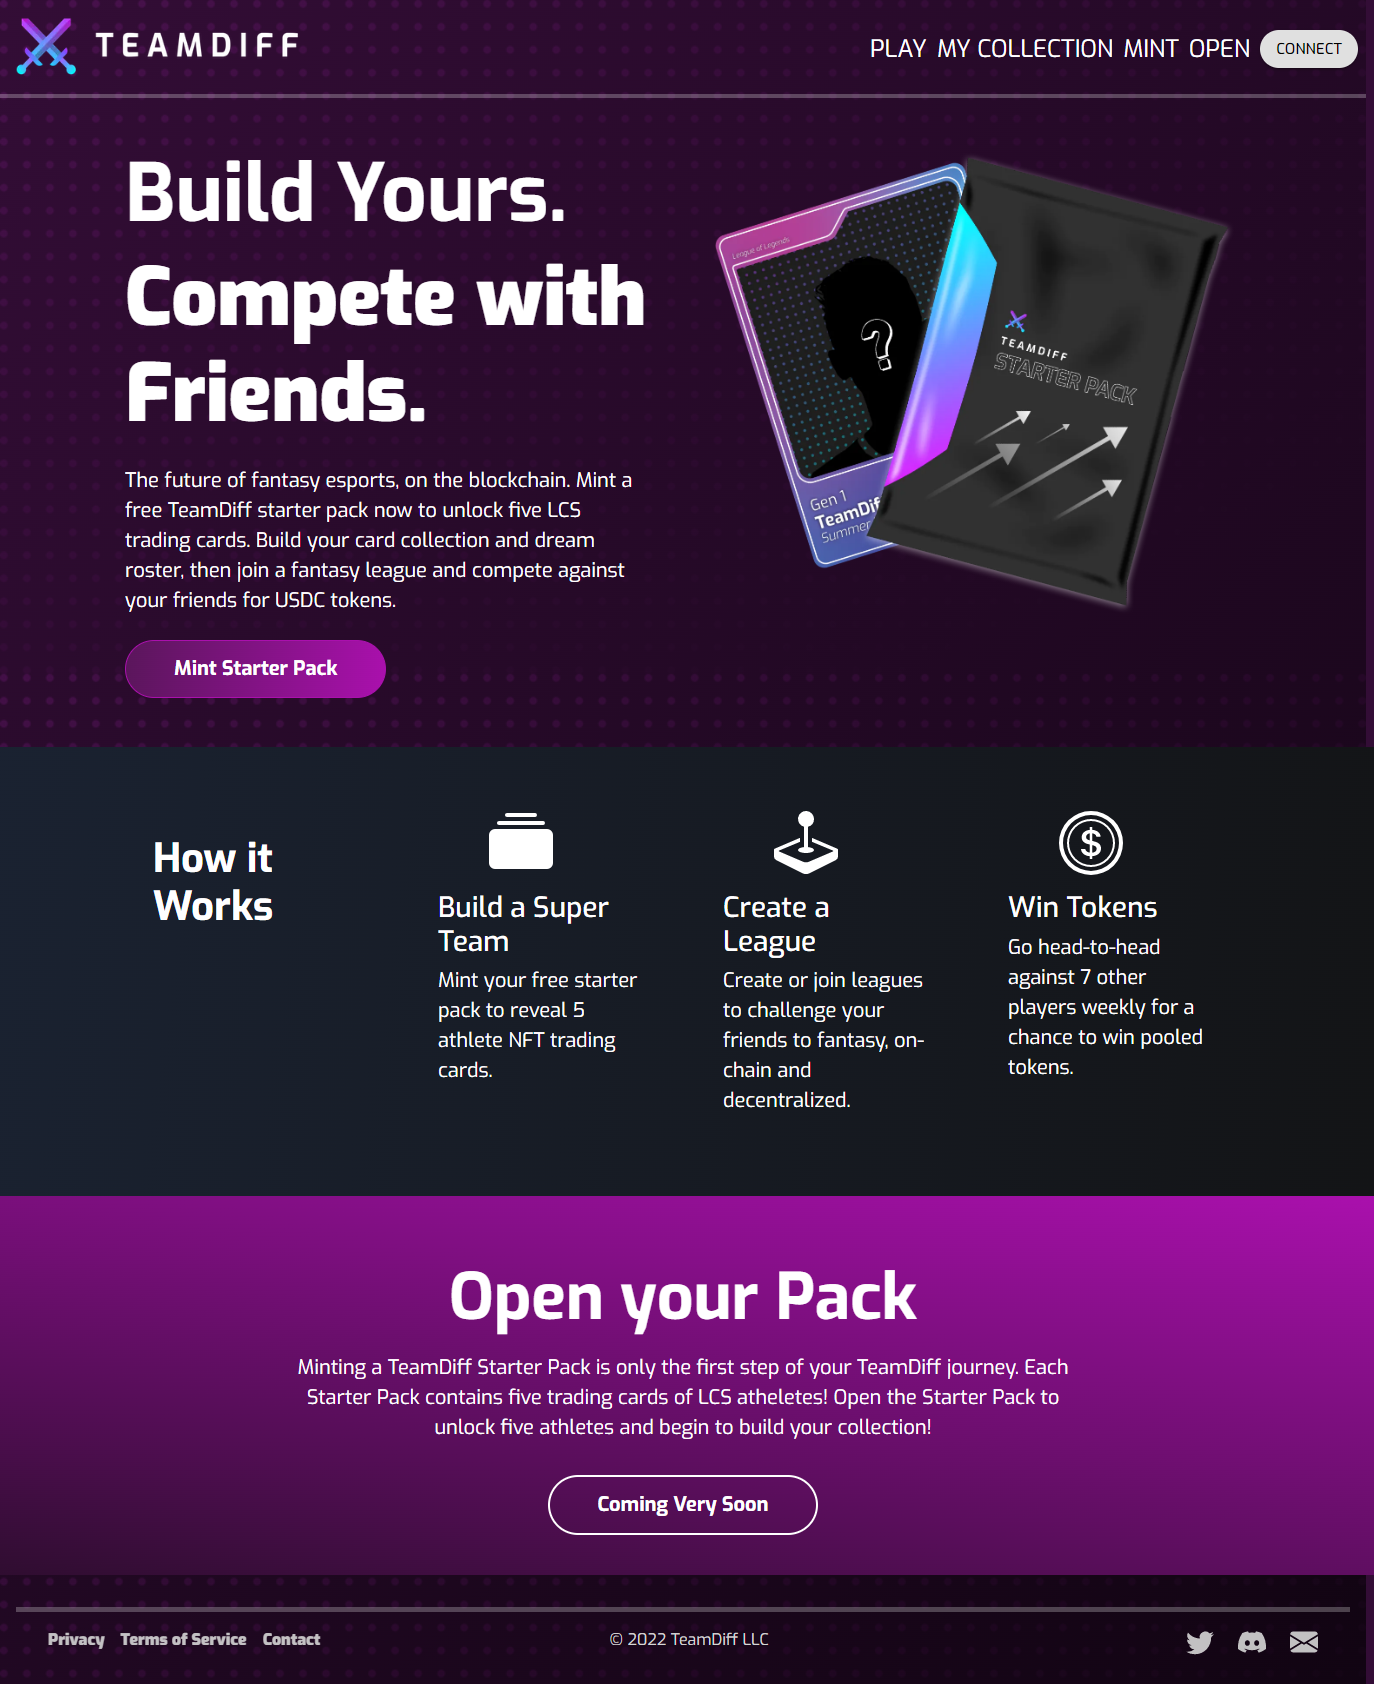 TEAMDIFF
PLAY MY COLLECTION MINT OPEN CONNECT
Build Yours.
Compete with
Friends.
The future of fantasy esports, on the blockchain. Mint a
free TeamDiff starter pack now to unlock five LCS
trading cards. Build your card collection and dream
roster, then join a fantasy league and compete against
your friends for USDC tokens.
Mint Starter Pack
League of Legends
?
Gen 1
TeamDif
Summer
TEAMDIFF
STARTER PACK
How it
Works
Build a Super
Team
Mint your free starter
pack to reveal 5
athlete NFT trading
cards.
Create a
League
Create or join leagues
to challenge your
friends to fantasy, on-
chain and
decentralized.
$
Win Tokens
Go head-to-head
against 7 other
players weekly for a
chance to win pooled
tokens.
Open your Pack
Minting a TeamDiff Starter Pack is only the first step of your TeamDiff journey. Each
Starter Pack contains five trading cards of LCS atheletes! Open the Starter Pack to
unlock five athletes and begin to build your collection!
Coming Very Soon
Privacy Terms of Service Contact
© 2022 TeamDiff LLC